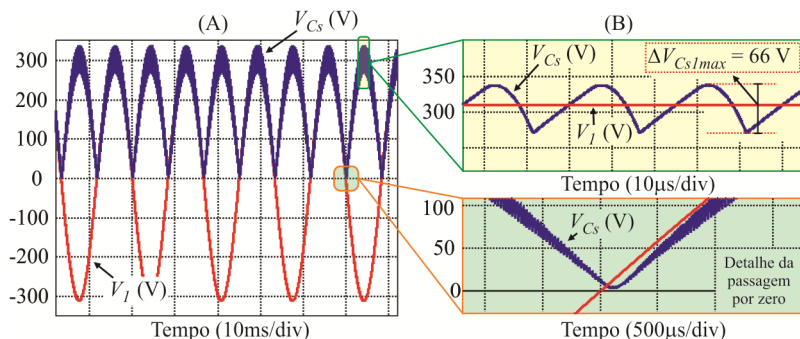 (A)
V_Cs (V)
300
200
100
0
-100
-200
-300
V_1 (V)
Tempo (10ms/div)
(B)
V_Cs (V)
ΔV_Cs1max = 66 V
350
300
V_1 (V)
Tempo (10μs/div)
100
V_Cs (V)
50
0
Detalhe da
passagem
por zero
Tempo (500μs/div)